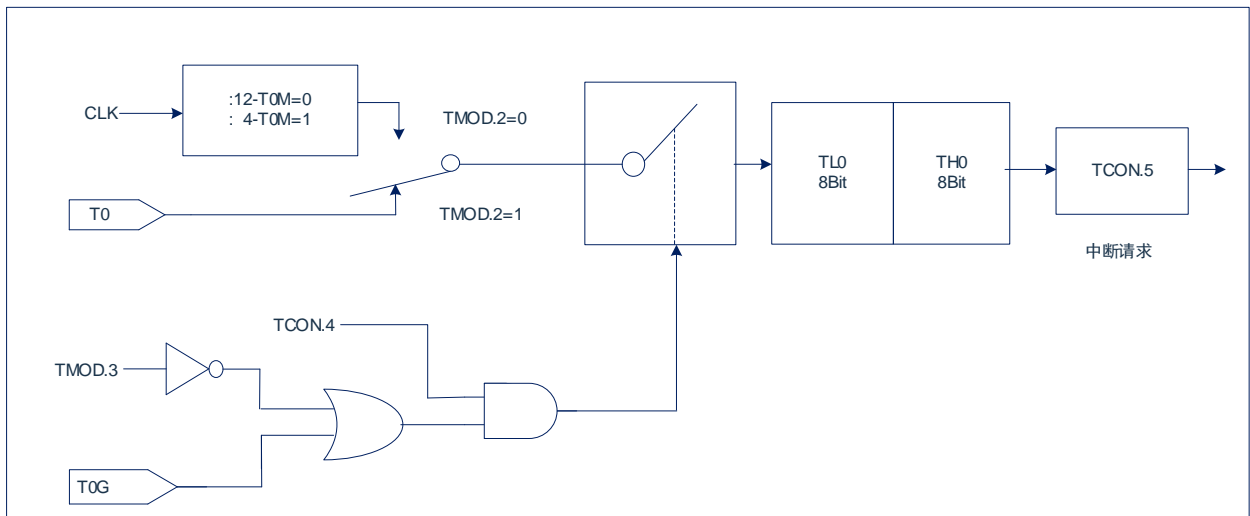 CLK
:12-T0M=0
: 4-T0M=1
TMOD.2=0
T0
TMOD.2=1
TL0
8Bit
TH0
8Bit
TCON.5
中断请求
TCON.4
TMOD.3
T0G